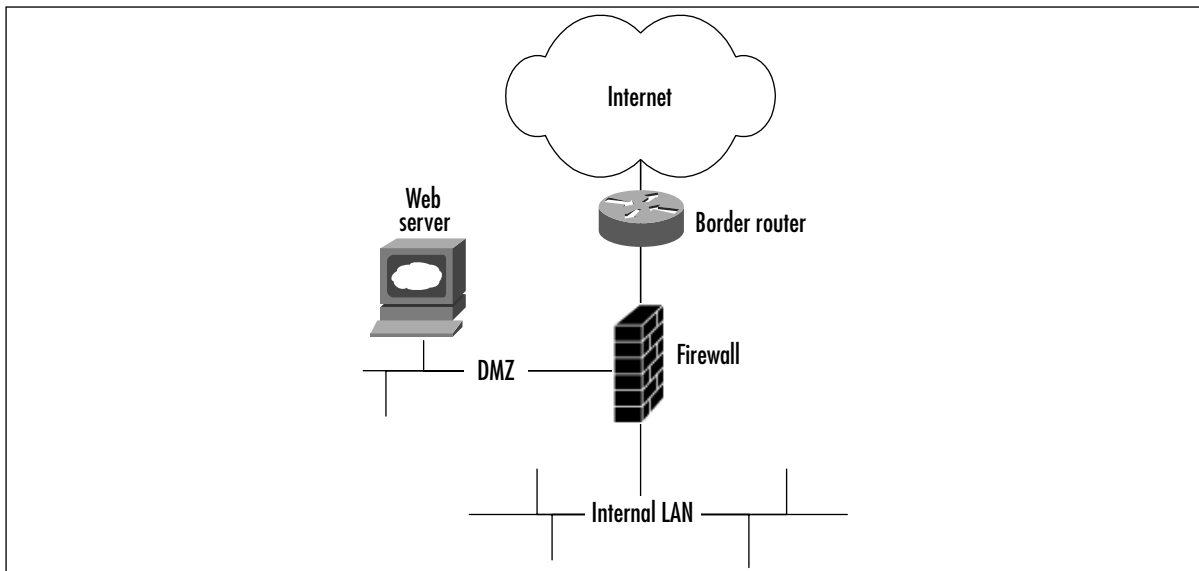 Internet
Web
server
Border router
Firewall
DMZ
Internal LAN